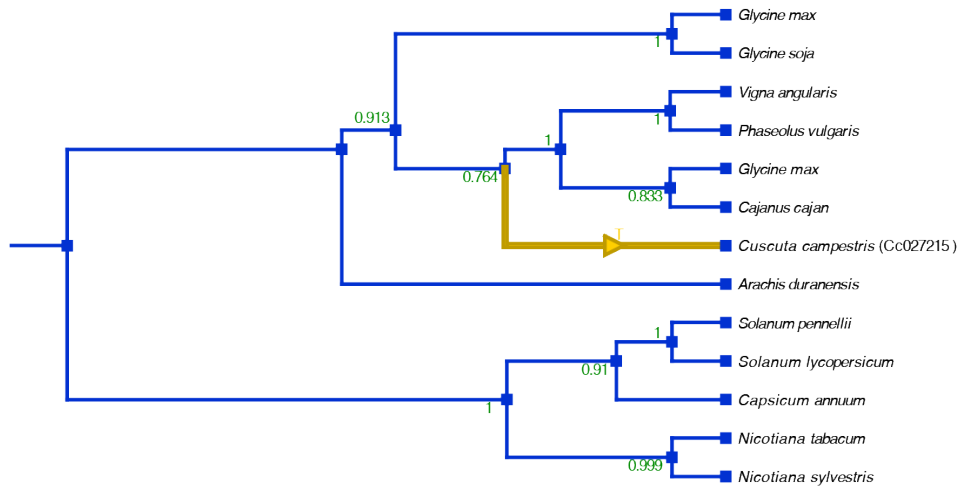 Glycine max
1
Glycine soja
Vigna angularis
0.913
1
Phaseolus vulgaris
1
Glycine max
0.764
0.833
Cajanus cajan
T
Cuscuta campestris (Cc027215)
Arachis duranensis
Solanum pennellii
1
Solanum lycopersicum
0.91
Capsicum annuum
1
Nicotiana tabacum
0.999
Nicotiana sylvestris